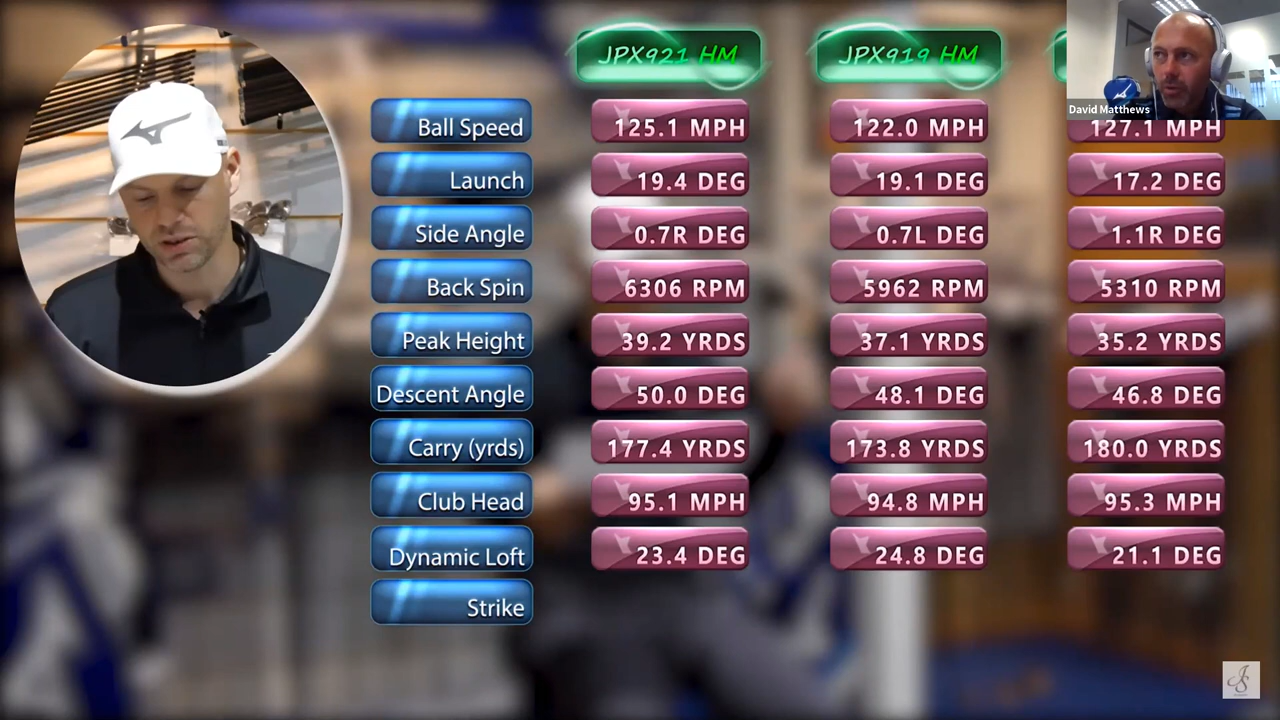 JPX921 HM JPX919 HM
David Matthews
Ball Speed 125.1 MPH 122.0 MPH 127.1 MPH
Launch 19.4 DEG 19.1 DEG 17.2 DEG
Side Angle 0.7R DEG 0.7L DEG 1.1R DEG
Back Spin 6306 RPM 5962 RPM 5310 RPM
Peak Height 39.2 YRDS 37.1 YRDS 35.2 YRDS
Descent Angle 50.0 DEG 48.1 DEG 46.8 DEG
Carry (yrds) 177.4 YRDS 173.8 YRDS 180.0 YRDS
Club Head 95.1 MPH 94.8 MPH 95.3 MPH
Dynamic Loft 23.4 DEG 24.8 DEG 21.1 DEG
Strike
JS